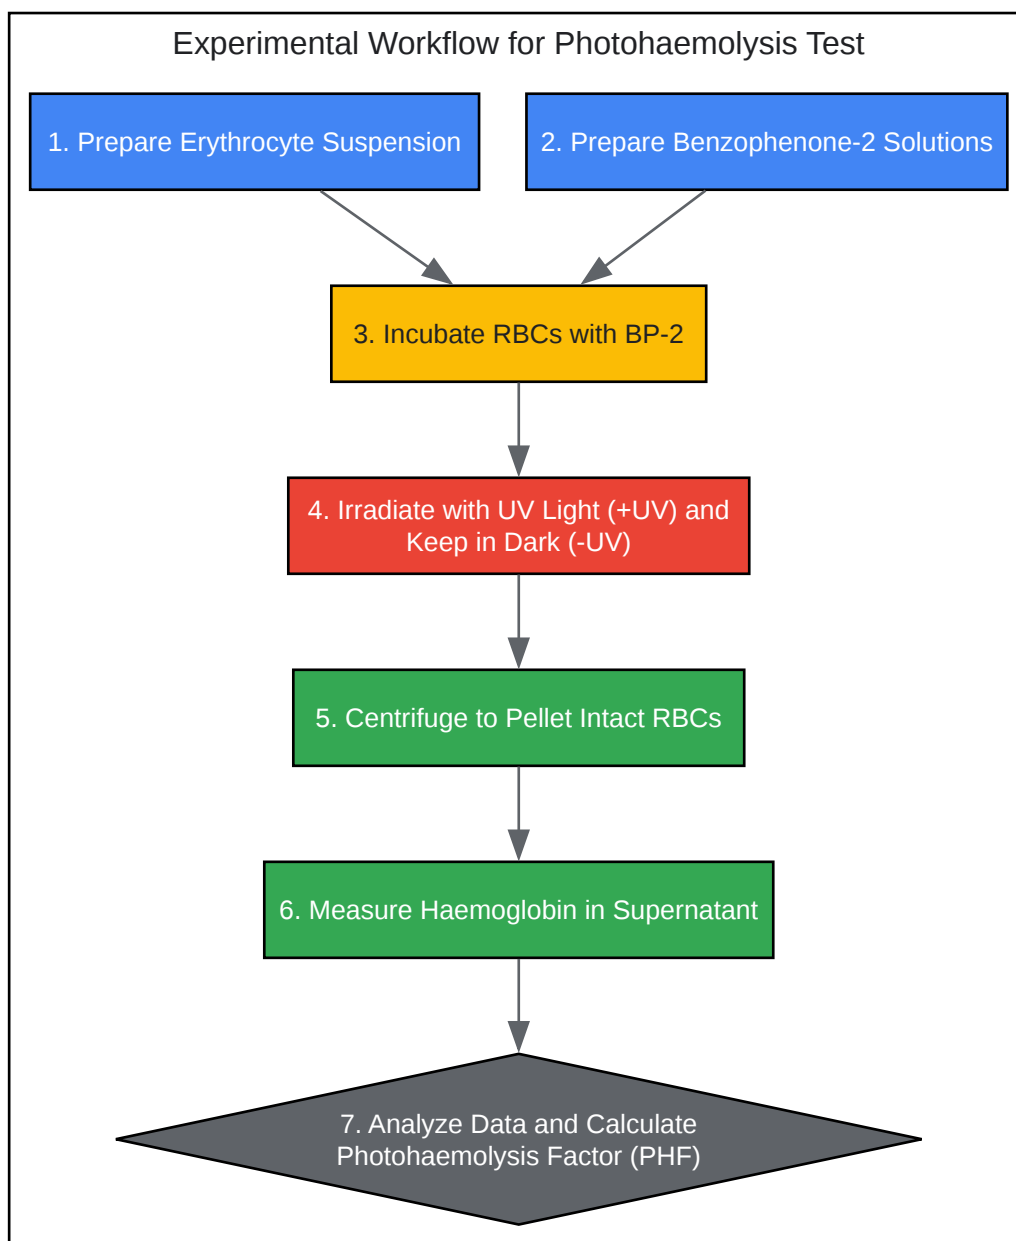 Experimental Workflow for Photohaemolysis Test
1. Prepare Erythrocyte Suspension
2. Prepare Benzophenone-2 Solutions
3. Incubate RBCs with BP-2
4. Irradiate with UV Light (+UV) and
Keep in Dark (-UV)
5. Centrifuge to Pellet Intact RBCs
6. Measure Haemoglobin in Supernatant
7. Analyze Data and Calculate
Photohaemolysis Factor (PHF)